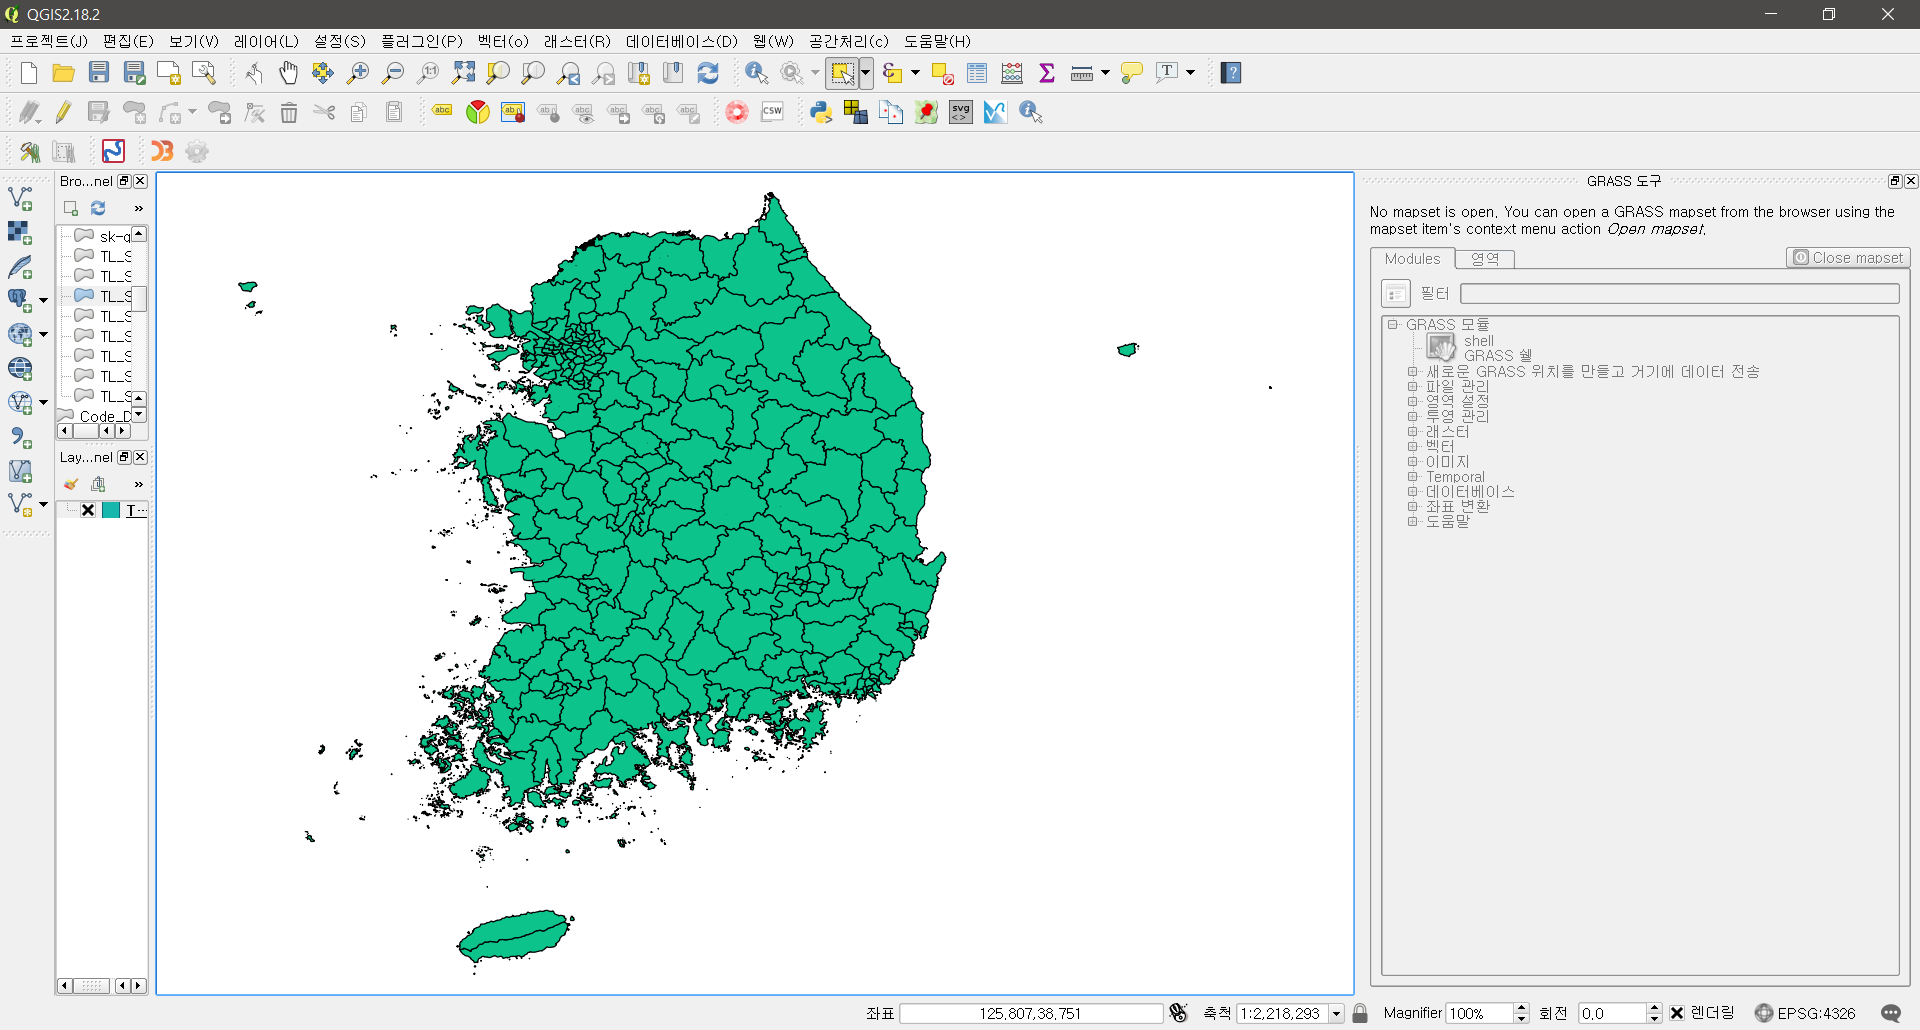 QGIS2.18.2
프로젝트(J) 편집(E) 보기(V) 레이어(L) 설정(S) 플러그인(P) 벡터(o) 래스터(R) 데이터베이스(D) 웹(W) 공간처리(c) 도움말(H)
1:1
T
?
abc
abc
CSW
svg
<>
Bro...nel
»
sk-q
TL_S
TL_S
TL_S
TL_S
TL_S
TL_S
TL_S
TL_S
Code_D
Lay...nel
»
T...
GRASS 도구
No mapset is open. You can open a GRASS mapset from the browser using the
mapset item's context menu action Open mapset.
Modules 영역 Close mapset
필터
GRASS 모듈
shell
GRASS 쉘
새로운 GRASS 위치를 만들고 거기에 데이터 전송
파일 관리
영역 설정
투영 관리
래스터
벡터
이미지
Temporal
데이터베이스
좌표 변환
도움말
좌표 125.807,38.751 축척 1:2,218,293 Magnifier 100% 회전 0.0 렌더링 EPSG:4326